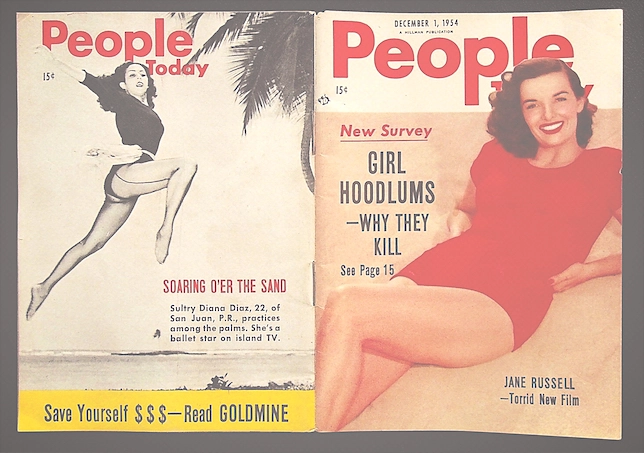 People
Today
15¢
SOARING O'ER THE SAND
Sultry Diana Diaz, 22, of
San Juan, P.R., practices
among the palms. She's a
ballet star on island TV.
Save Yourself $$$—Read GOLDMINE
DECEMBER 1, 1954
A HILLMAN PUBLICATION
People
15¢
New Survey
GIRL
HOODLUMS
—WHY THEY
KILL
See Page 15
JANE RUSSELL
—Torrid New Film